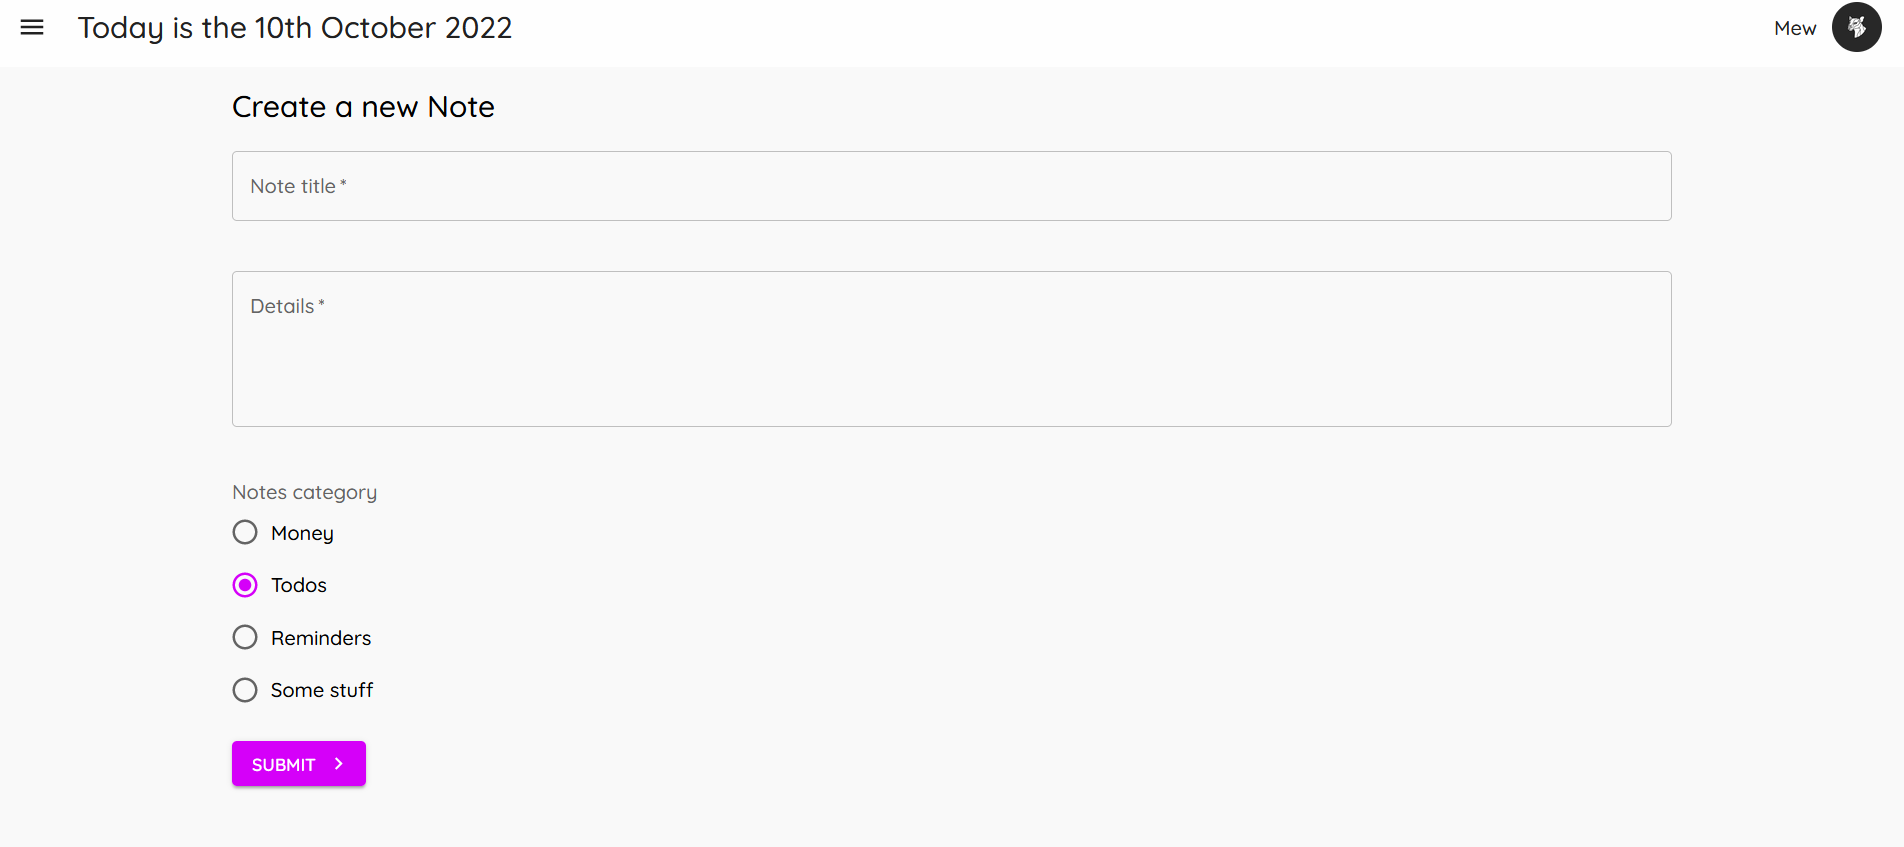 Today is the 10th October 2022
Mew
Create a new Note
Note title *
Details *
Notes category
Money
Todos
Reminders
Some stuff
SUBMIT